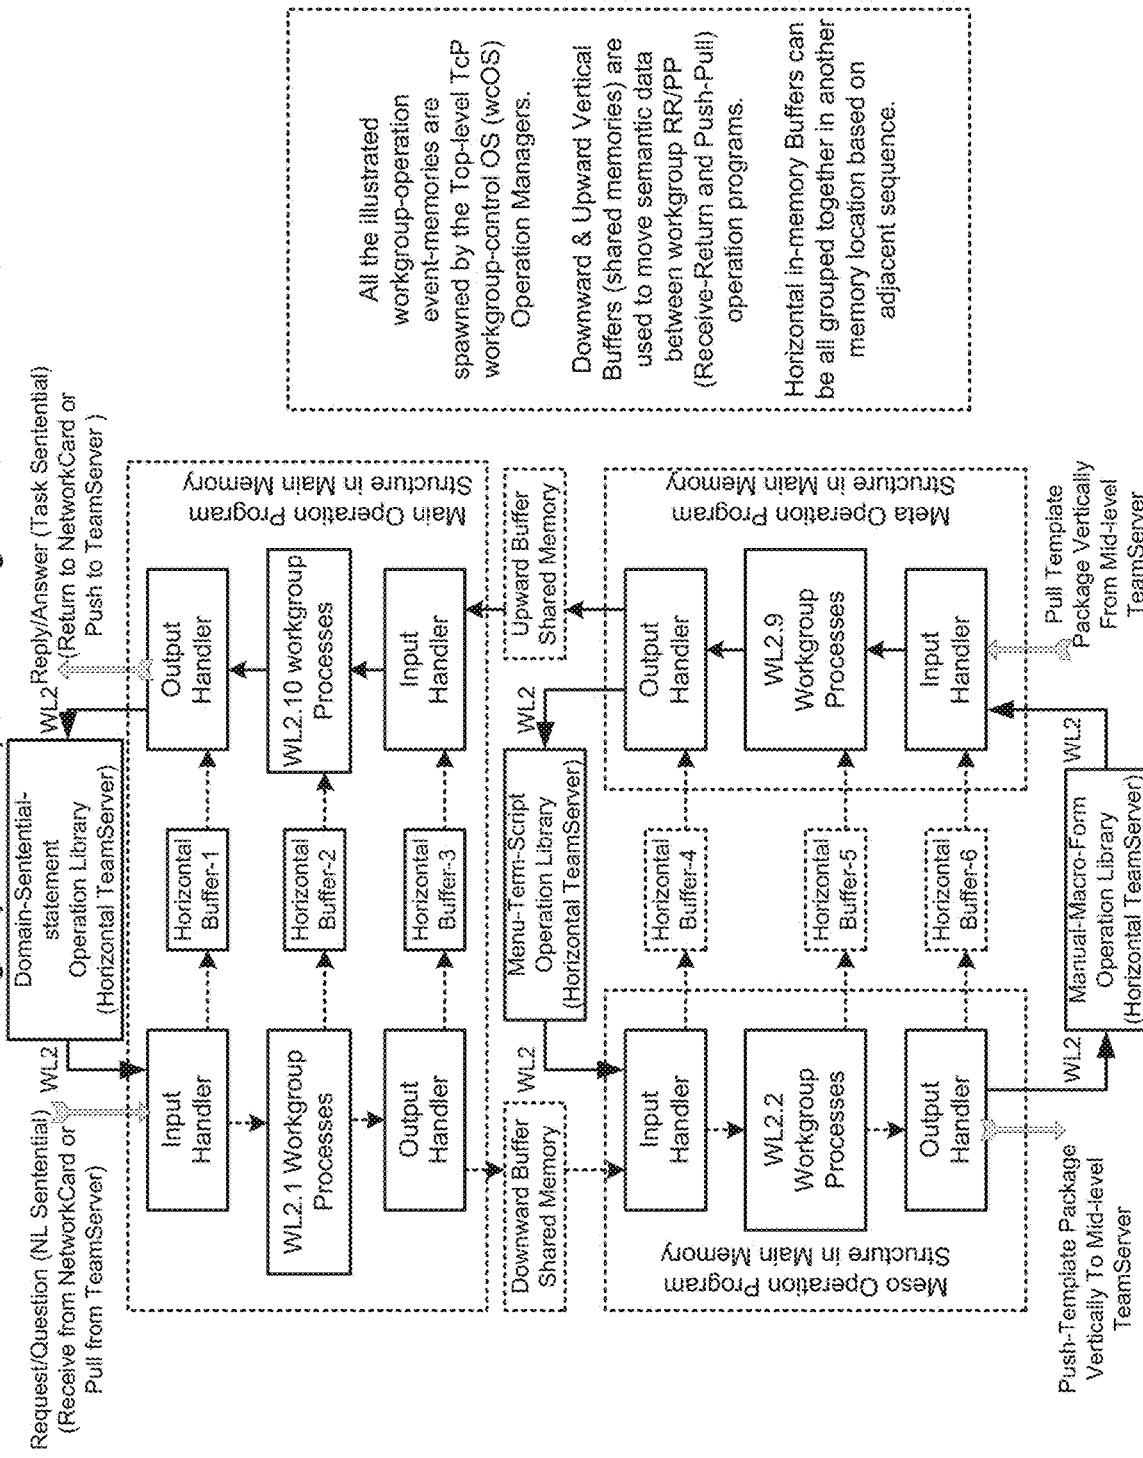 Request/Question (NL Sentential)
(Receive from NetworkCard or
Pull from TeamServer)
WL2
Domain-Sentential-
statement
Operation Library
(Horizontal TeamServer)
WL2
Reply/Answer (Task Sentential)
(Return to NetworkCard or
Push to TeamServer )
Input
Handler
Horizontal
Buffer-1
Output
Handler
WL2.1 Workgroup
Processes
Horizontal
Buffer-2
WL2.10 workgroup
Processes
Output
Handler
Horizontal
Buffer-3
Input
Handler
Main Operation Program
Structure in Main Memory
Downward Buffer
Shared Memory
WL2
Menu-Term-Script
Operation Library
(Horizontal TeamServer)
WL2
Upward Buffer
Shared Memory
Input
Handler
Horizontal
Buffer-4
Output
Handler
WL2.2
Workgroup
Processes
Horizontal
Buffer-5
WL2.9
Workgroup
Processes
Output
Handler
Horizontal
Buffer-6
Input
Handler
Meso Operation Program
Structure in Main Memory
Meta Operation Program
Structure in Main Memory
Push-Template Package
Vertically To Mid-level
TeamServer
WL2
Manual-Macro-Form
Operation Library
(Horizontal TeamServer)
WL2
Pull Template
Package Vertically
From Mid-level
TeamServer
All the illustrated
workgroup-operation
event-memories are
spawned by the Top-level TcP
workgroup-control OS (wcOS)
Operation Managers.
Downward & Upward Vertical
Buffers (shared memories) are
used to move semantic data
between workgroup RR/PP
(Receive-Return and Push-Pull)
operation programs.
Horizontal in-memory Buffers can
be all grouped together in another
memory location based on
adjacent sequence.